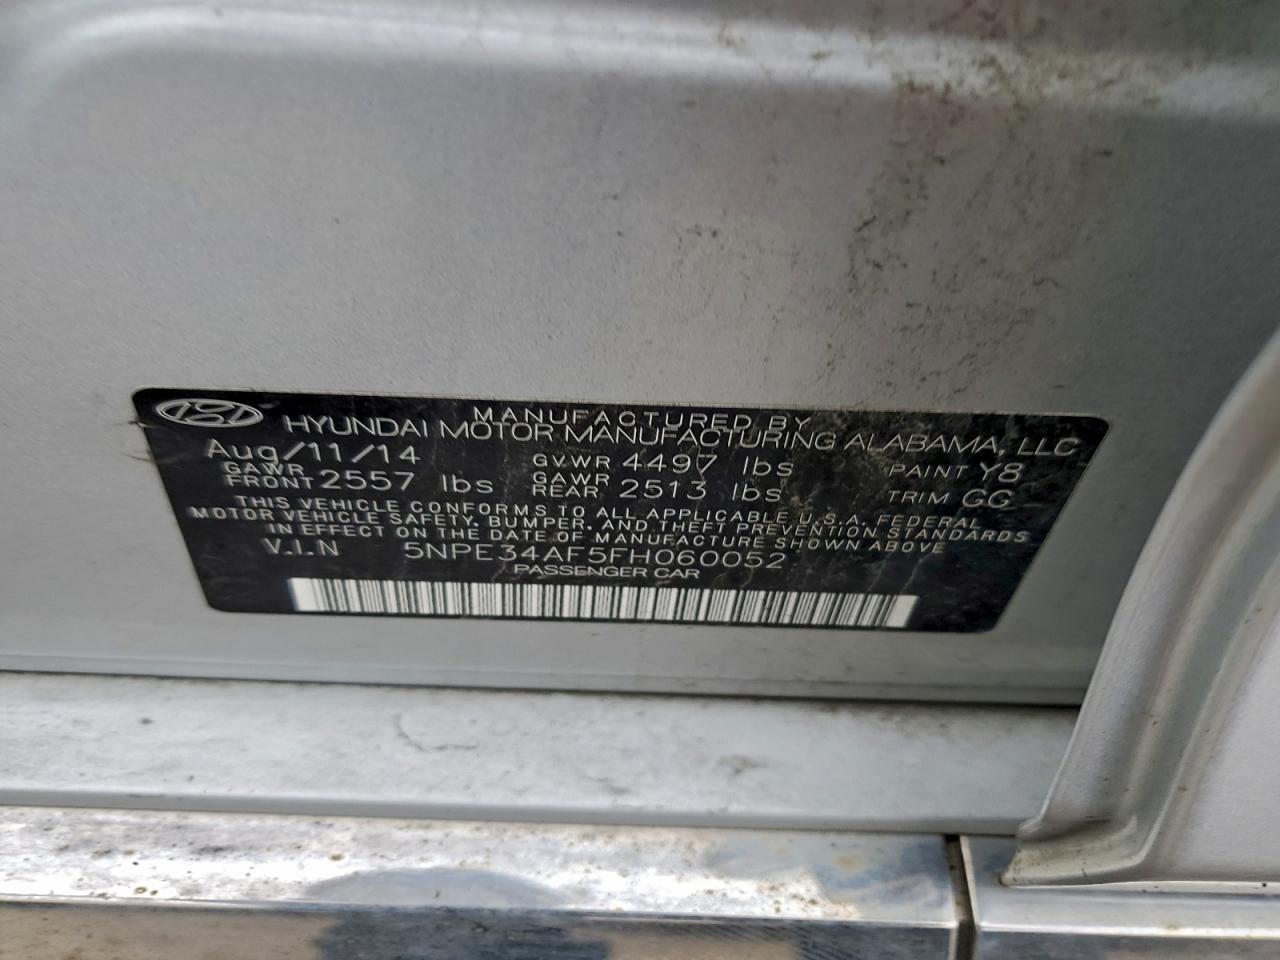 MANUFACTURED BY
HYUNDAI MOTOR MANUFACTURING ALABAMA, LLC
Aug/11/14 GVWR 4497 lbs PAINT Y8
GAWR FRONT 2557 lbs GAWR REAR 2513 lbs TRIM GG
THIS VEHICLE CONFORMS TO ALL APPLICABLE U.S.A. FEDERAL
MOTOR VEHICLE SAFETY, BUMPER, AND THEFT PREVENTION STANDARDS
IN EFFECT ON THE DATE OF MANUFACTURE SHOWN ABOVE.
V.I.N 5NPE34AF5FH060052
PASSENGER CAR